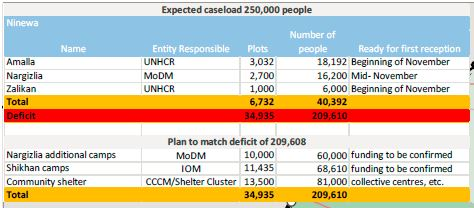 Expected caseload 250,000 people
Ninewa
Name Entity Responsible Plots Number of people Ready for first reception
Amalla UNHCR 3,032 18,192 Beginning of November
Nargizlia MoDM 2,700 16,200 Mid- November
Zalikan UNHCR 1,000 6,000 Beginning of November
Total 6,732 40,392
Deficit 34,935 209,610
Plan to match deficit of 209,608
Nargizlia additional camps MoDM 10,000 60,000 funding to be confirmed
Shikhan camps IOM 11,435 68,610 funding to be confirmed
Community shelter CCCM/Shelter Cluster 13,500 81,000 collective centres, etc.
Total 34,935 209,610